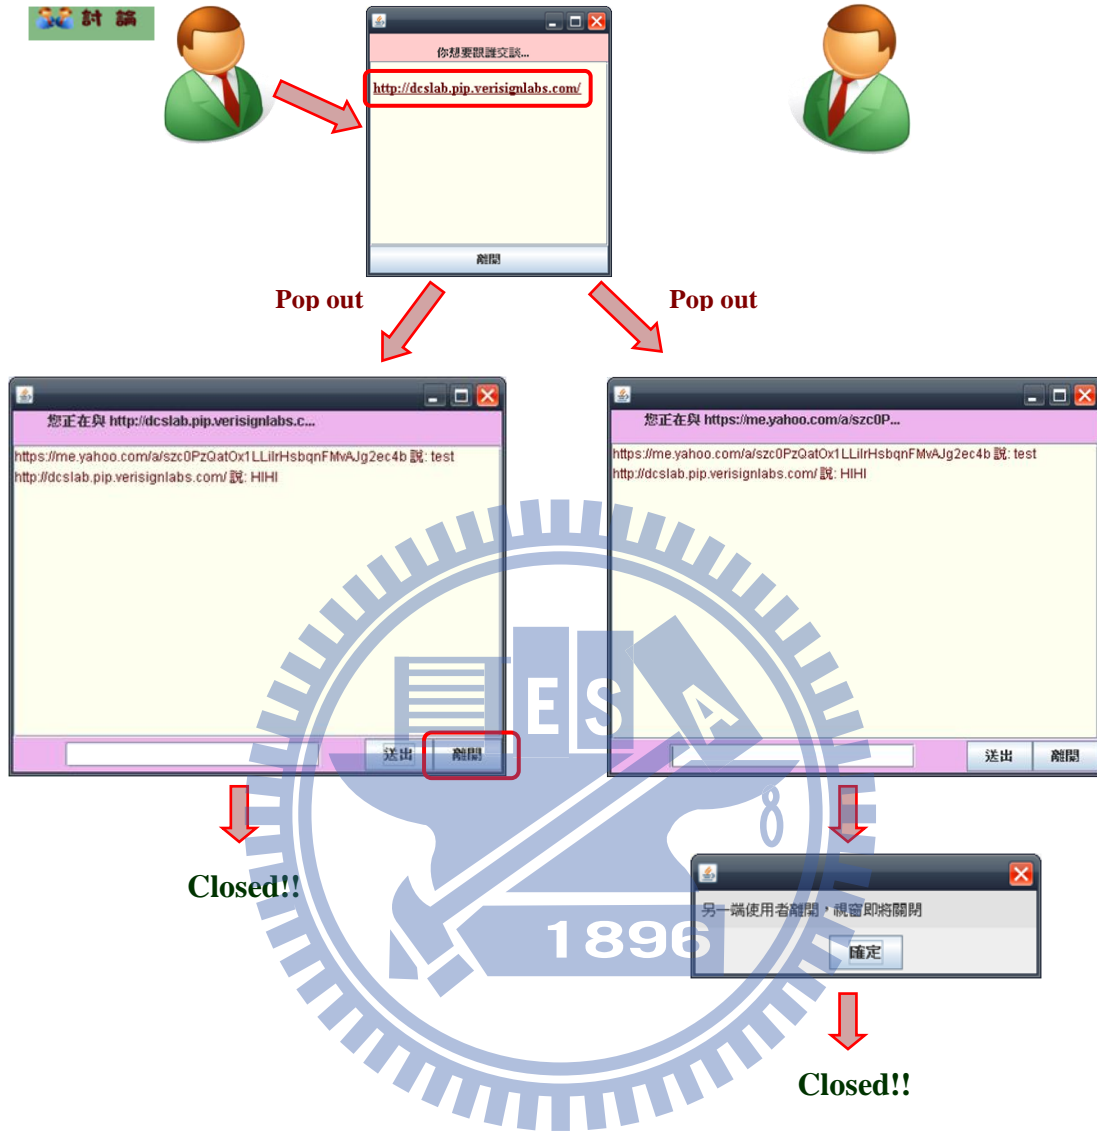 討 論
你想要跟誰交談...
http://dcslab.pip.verisignlabs.com/
離開
Pop out
Pop out
您正在與 http://dcslab.pip.verisignlabs.c...
https://me.yahoo.com/a/szc0PzQatOx1LLilrHsbqnFMvAJg2ec4b 說: test
http://dcslab.pip.verisignlabs.com/ 說: HIHI
送出 離開
您正在與 https://me.yahoo.com/a/szc0P...
https://me.yahoo.com/a/szc0PzQatOx1LLilrHsbqnFMvAJg2ec4b 說: test
http://dcslab.pip.verisignlabs.com/ 說: HIHI
送出 離開
Closed!!
另一端使用者離開，視窗即將關閉
確定
Closed!!
E S A
8
1896